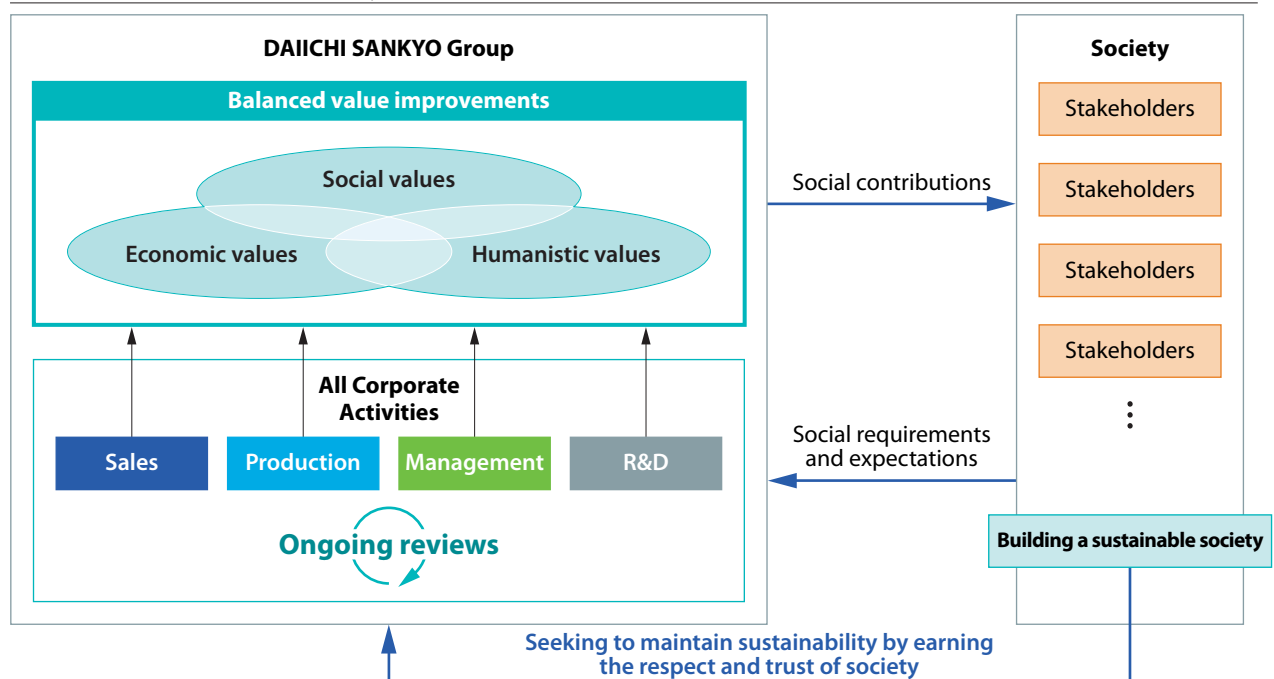 DAIICHI SANKYO Group
Balanced value improvements
Social values
Economic values
Humanistic values
All Corporate
Activities
Sales
Production
Management
R&D
Ongoing reviews
Social contributions
Social requirements
and expectations
Society
Stakeholders
Stakeholders
Stakeholders
Stakeholders
Building a sustainable society
Seeking to maintain sustainability by earning
the respect and trust of society